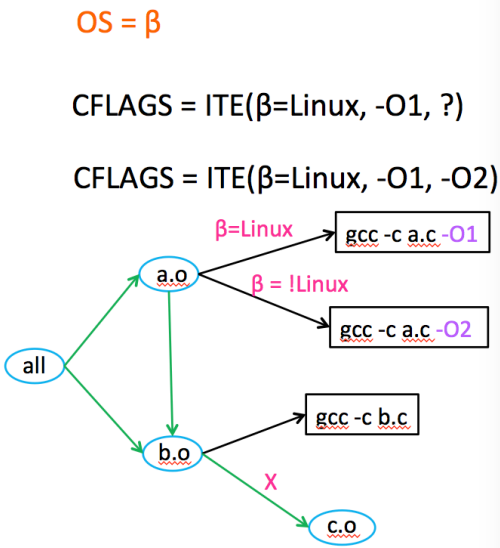 OS = β
CFLAGS = ITE(β=Linux, -O1, ?)
CFLAGS = ITE(β=Linux, -O1, -O2)
β=Linux
gcc -c a.c -O1
a.o
β = !Linux
gcc -c a.c -O2
all
gcc -c b.c
b.o
X
c.o